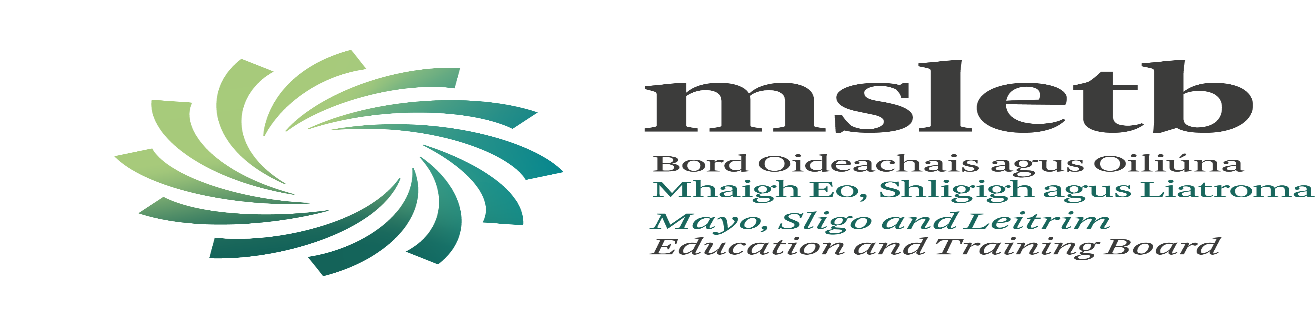 msletb
Bord Oideachais agus Oiliúna
Mhaigh Eo, Shligigh agus Liatroma
Mayo, Sligo and Leitrim
Education and Training Board